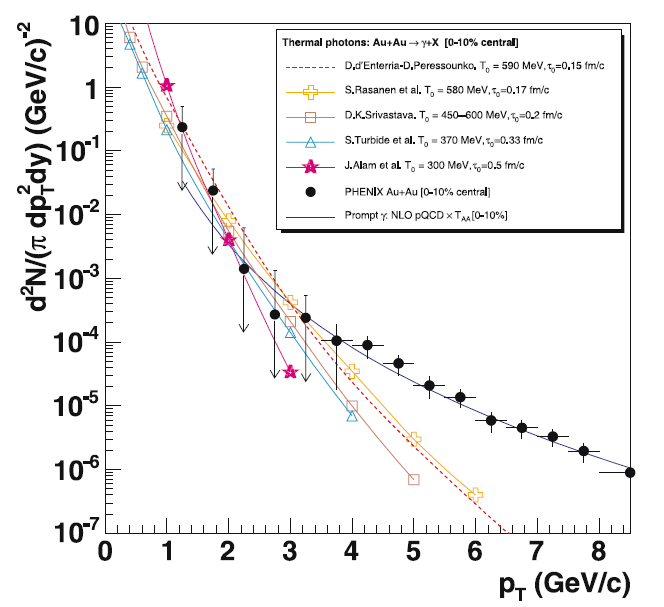 Thermal photons: Au+Au → γ+X [0-10% central]
D.d'Enterria-D.Peressounko. T₀ = 590 MeV, τ₀=0.15 fm/c
S.Rasanen et al. T₀ = 580 MeV, τ₀=0.17 fm/c
D.K.Srivastava. T₀ = 450–600 MeV, τ₀=0.2 fm/c
S.Turbide et al. T₀ = 370 MeV, τ₀=0.33 fm/c
J.Alam et al. T₀ = 300 MeV, τ₀=0.5 fm/c
PHENIX Au+Au [0-10% central]
Prompt γ: NLO pQCD × T_AA [0-10%]
d²N/(π dp_T²dy) (GeV/c)⁻²
10
1
10⁻¹
10⁻²
10⁻³
10⁻⁴
10⁻⁵
10⁻⁶
10⁻⁷
0 1 2 3 4 5 6 7 8
p_T (GeV/c)